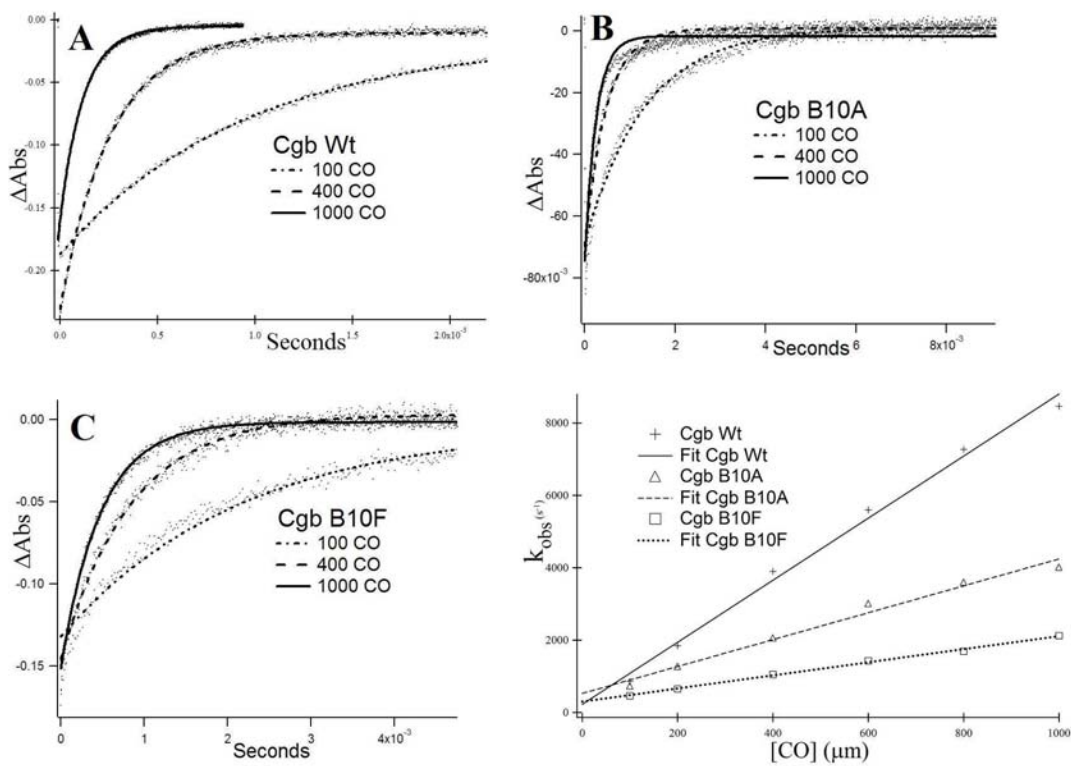 A
0.00
-0.05
-0.10
-0.15
-0.20
ΔAbs
Cgb Wt
100 CO
400 CO
1000 CO
0.0
0.5
1.0
1.5
2.0x10⁻³
Seconds
B
0
-20
-40
-60
-80x10⁻³
ΔAbs
Cgb B10A
100 CO
400 CO
1000 CO
0
2
4
6
8x10⁻³
Seconds
C
0.00
-0.05
-0.10
-0.15
ΔAbs
Cgb B10F
100 CO
400 CO
1000 CO
0
1
2
3
4x10⁻³
Seconds
8000
6000
4000
2000
0
kobs (s⁻¹)
Cgb Wt
Fit Cgb Wt
Cgb B10A
Fit Cgb B10A
Cgb B10F
Fit Cgb B10F
0
200
400
600
800
1000
[CO] (μm)